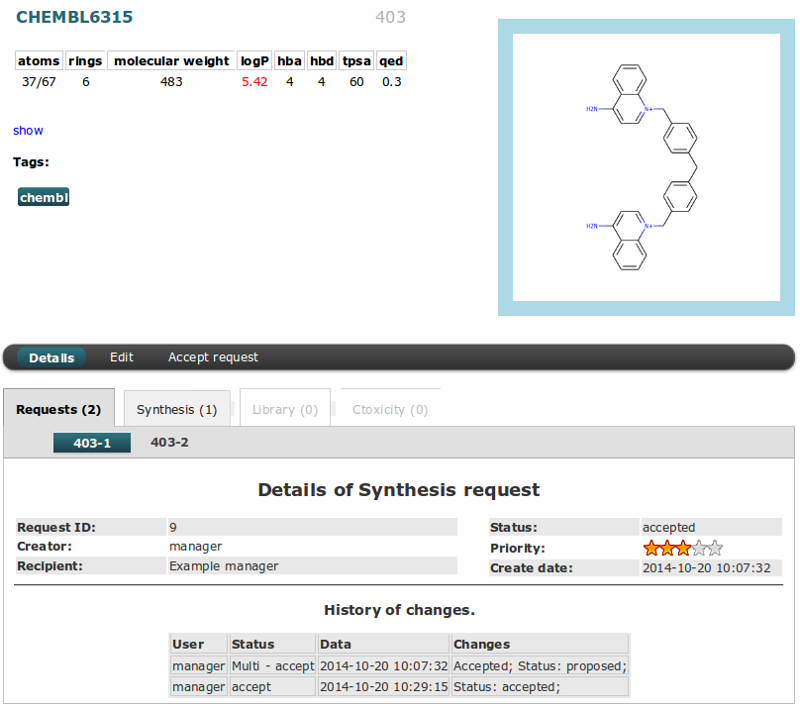 CHEMBL6315 403
atoms rings molecular weight logP hba hbd tpsa qed
37/67 6 483 5.42 4 4 60 0.3
show
Tags:
chembl
H2N N+
H2N N+
Details Edit Accept request
Requests (2) Synthesis (1) Library (0) Ctoxicity (0)
403-1 403-2
Details of Synthesis request
Request ID: 9 Status: accepted
Creator: manager Priority:
Recipient: Example manager Create date: 2014-10-20 10:07:32
History of changes.
User Status Data Changes
manager Multi - accept 2014-10-20 10:07:32 Accepted; Status: proposed;
manager accept 2014-10-20 10:29:15 Status: accepted;